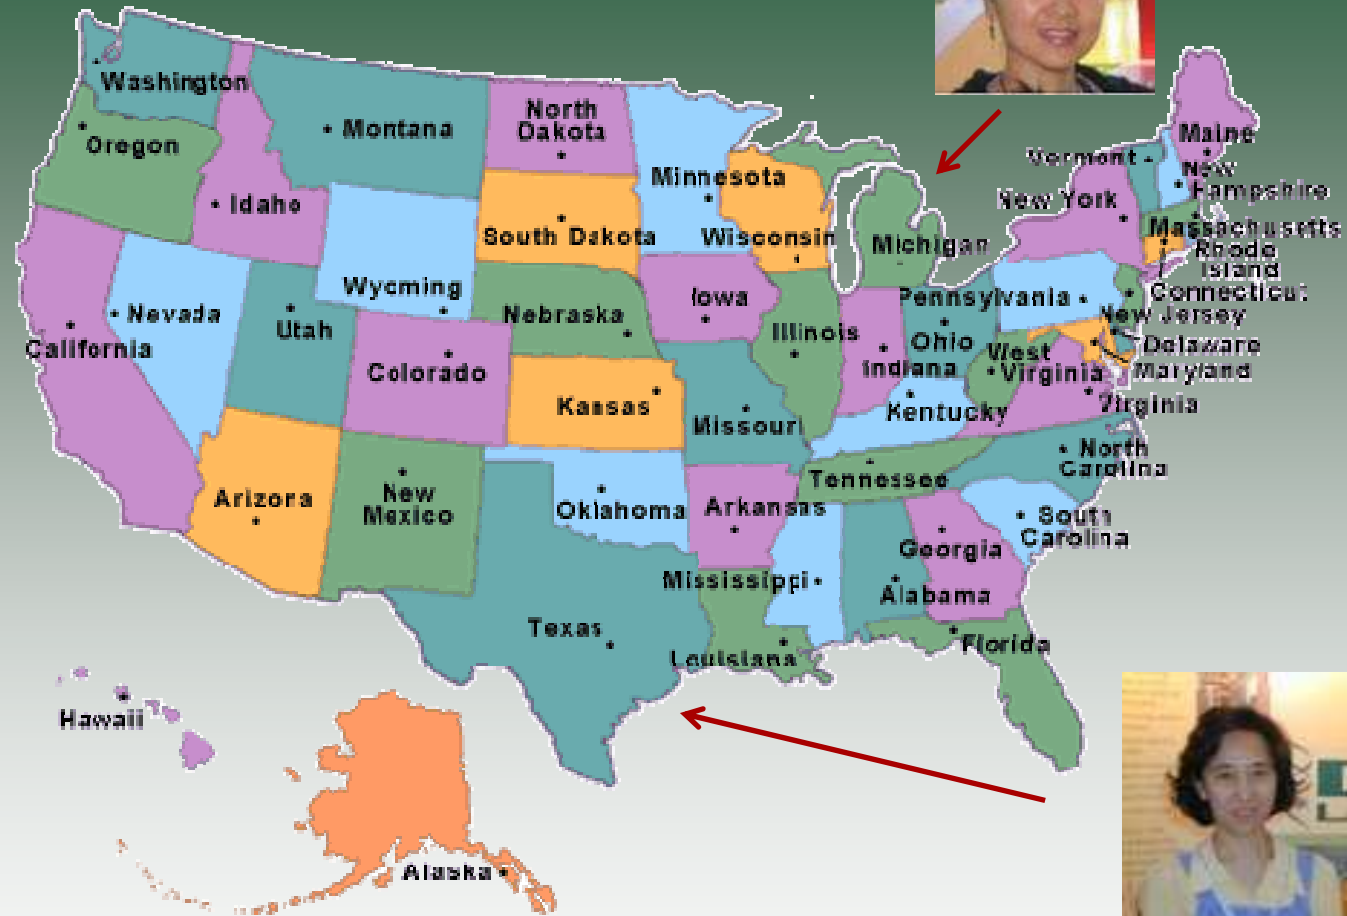 Washington
Oregon
Montana
North
Dakota
Idaho
Minnesota
South Dakota
Wisconsin
Michigan
Maine
Vermont
New
Hampshire
New York
Massachusetts
Rhode
Island
Connecticut
New Jersey
Delaware
Maryland
Virginia
Pennsylvania
Wyoming
Nebraska
Iowa
Nevada
Utah
California
Colorado
Kansas
Illinois
Indiana
Ohio
West
Virginia
Kentucky
Missouri
North
Carolina
Tennessee
Arizona
New
Mexico
Oklahoma
Arkansas
South
Carolina
Georgia
Mississippi
Alabama
Texas
Louisiana
Florida
Hawaii
Alaska